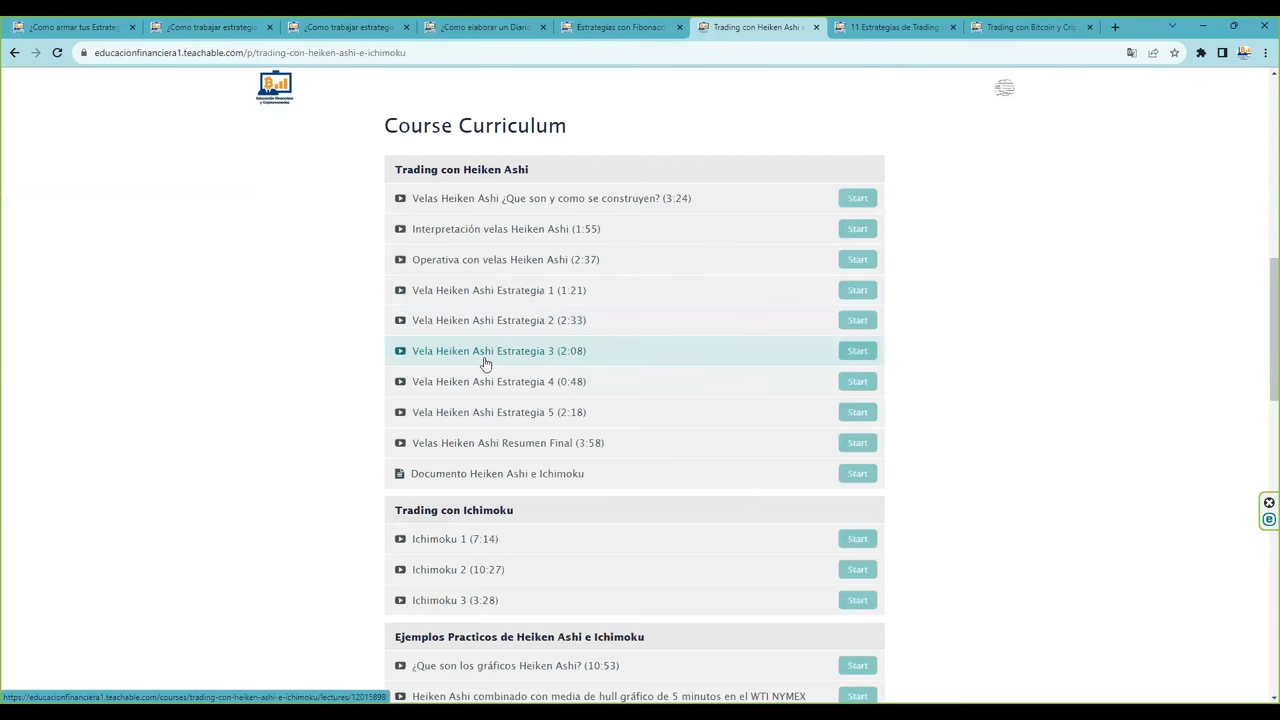 ¿Como armar tus Estrateg
¿Como trabajar estrategia
¿Como trabajar estrategi
¿Como elaborar un Diario
Estrategias con Fibonacc
Trading con Heiken Ashi e
11 Estrategias de Trading
Trading con Bitcoin y Crip
educacionfinanciera1.teachable.com/p/trading-con-heiken-ashi-e-ichimoku
Educación Financiera
y Criptomonedas
Course Curriculum
Trading con Heiken Ashi
Velas Heiken Ashi ¿Que son y como se construyen? (3:24) Start
Interpretación velas Heiken Ashi (1:55) Start
Operativa con velas Heiken Ashi (2:37) Start
Vela Heiken Ashi Estrategia 1 (1:21) Start
Vela Heiken Ashi Estrategia 2 (2:33) Start
Vela Heiken Ashi Estrategia 3 (2:08) Start
Vela Heiken Ashi Estrategia 4 (0:48) Start
Vela Heiken Ashi Estrategia 5 (2:18) Start
Velas Heiken Ashi Resumen Final (3:58) Start
Documento Heiken Ashi e Ichimoku Start
Trading con Ichimoku
Ichimoku 1 (7:14) Start
Ichimoku 2 (10:27) Start
Ichimoku 3 (3:28) Start
Ejemplos Practicos de Heiken Ashi e Ichimoku
¿Que son los gráficos Heiken Ashi? (10:53) Start
Heiken Ashi combinado con media de hull gráfico de 5 minutos en el WTI NYMEX Start
https://educacionfinanciera1.teachable.com/courses/trading-con-heiken-ashi-e-ichimoku/lectures/12015898